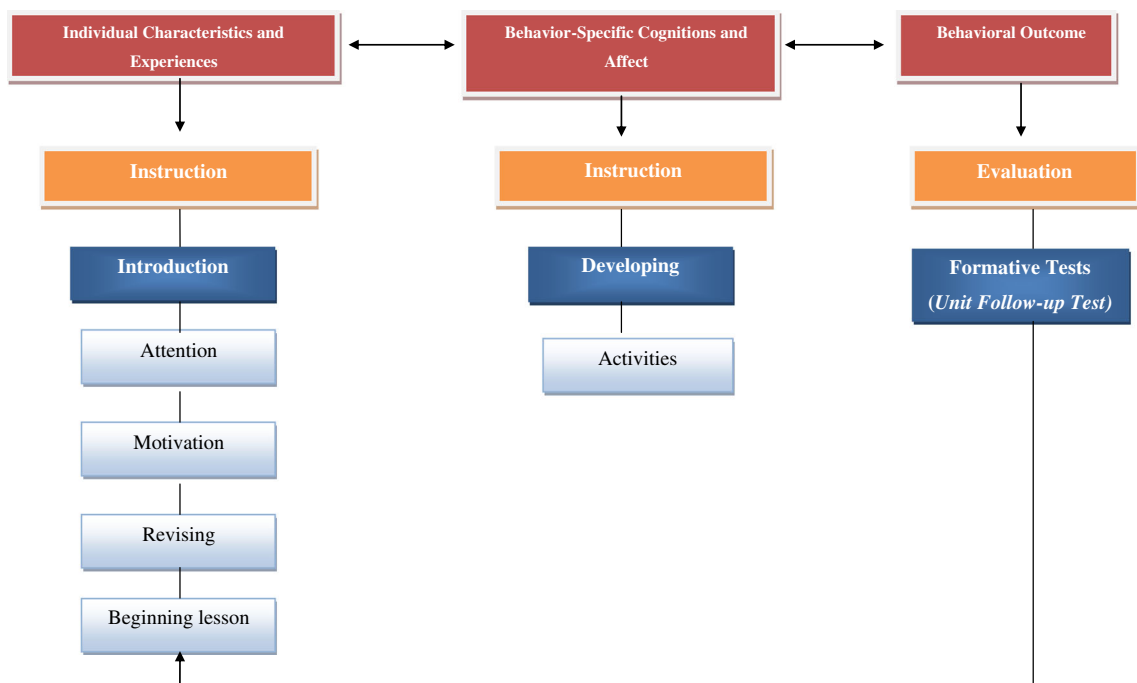 Individual Characteristics and
Experiences
Behavior-Specific Cognitions and
Affect
Behavioral Outcome
Instruction
Instruction
Evaluation
Introduction
Developing
Formative Tests
(Unit Follow-up Test)
Attention
Activities
Motivation
Revising
Beginning lesson